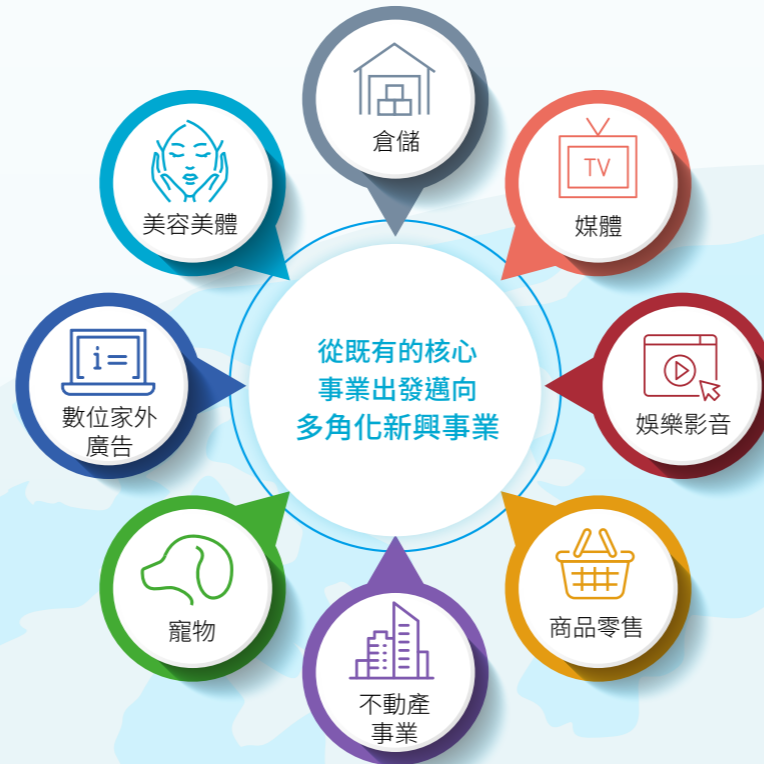 倉儲
美容美體
TV
媒體
從既有的核心
事業出發邁向
多角化新興事業
i=
數位家外
廣告
娛樂影音
寵物
商品零售
不動產
事業